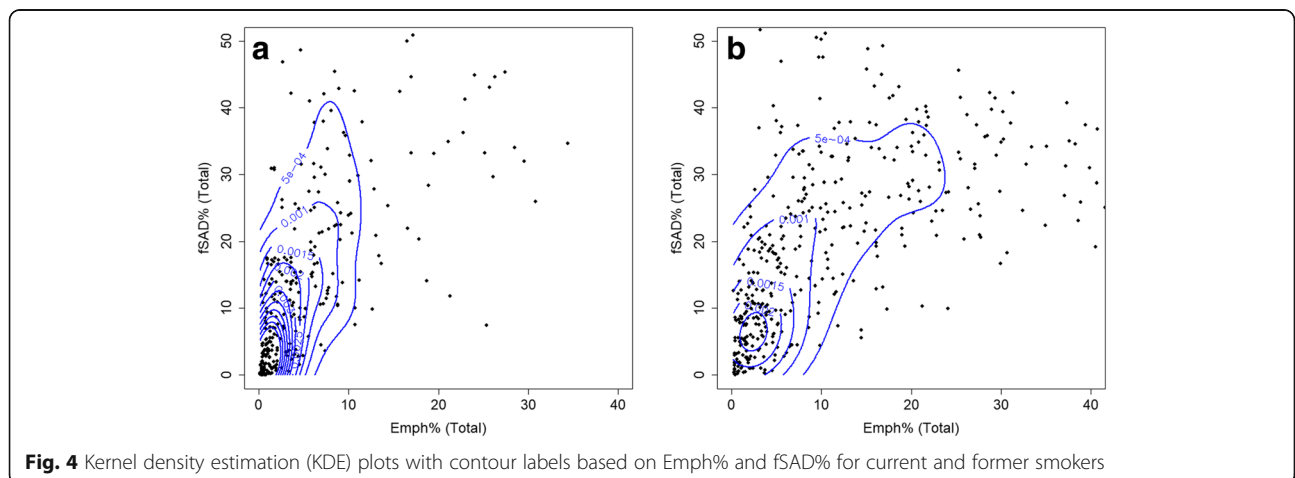 a
50
40
30
20
10
0
fSAD% (Total)
5e−04
0.001
0.0015
0 10 20 30 40
Emph% (Total)
b
50
40
30
20
10
0
fSAD% (Total)
5e−04
0.001
0.0015
0 10 20 30 40
Emph% (Total)
Fig. 4 Kernel density estimation (KDE) plots with contour labels based on Emph% and fSAD% for current and former smokers